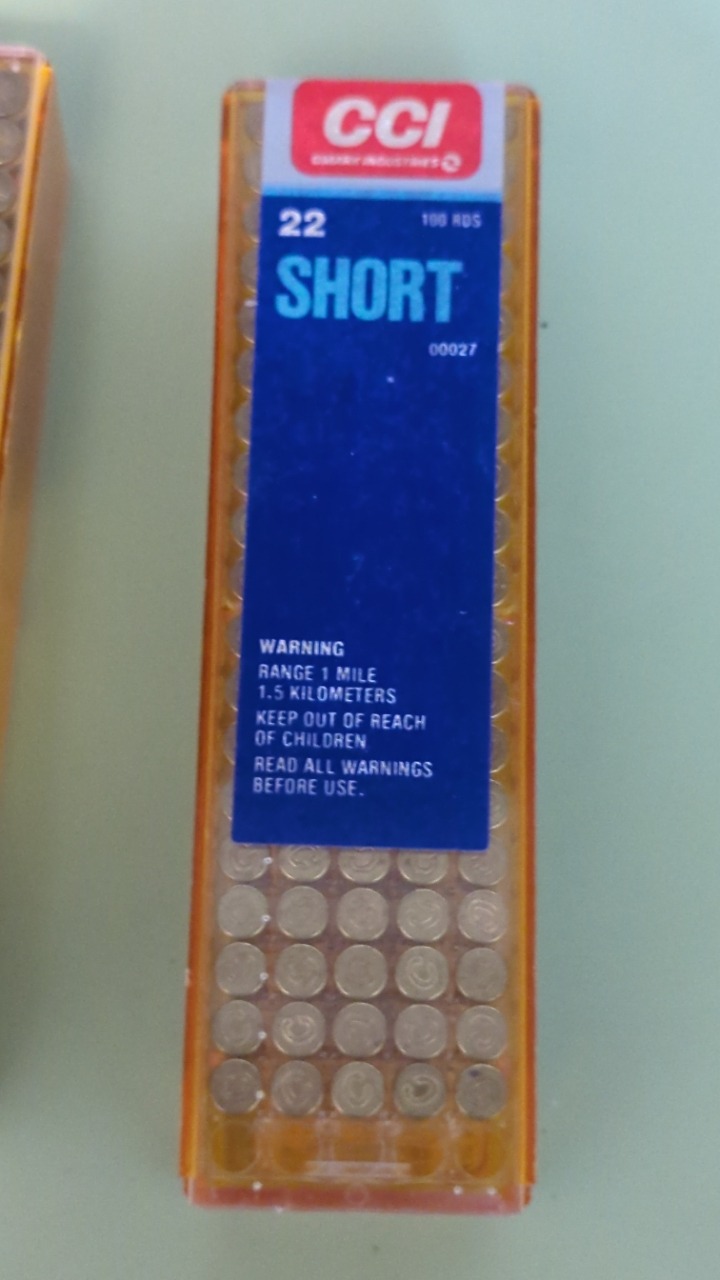 CCI
22
100 RDS
SHORT
00027
WARNING
RANGE 1 MILE
1.5 KILOMETERS
KEEP OUT OF REACH
OF CHILDREN
READ ALL WARNINGS
BEFORE USE.